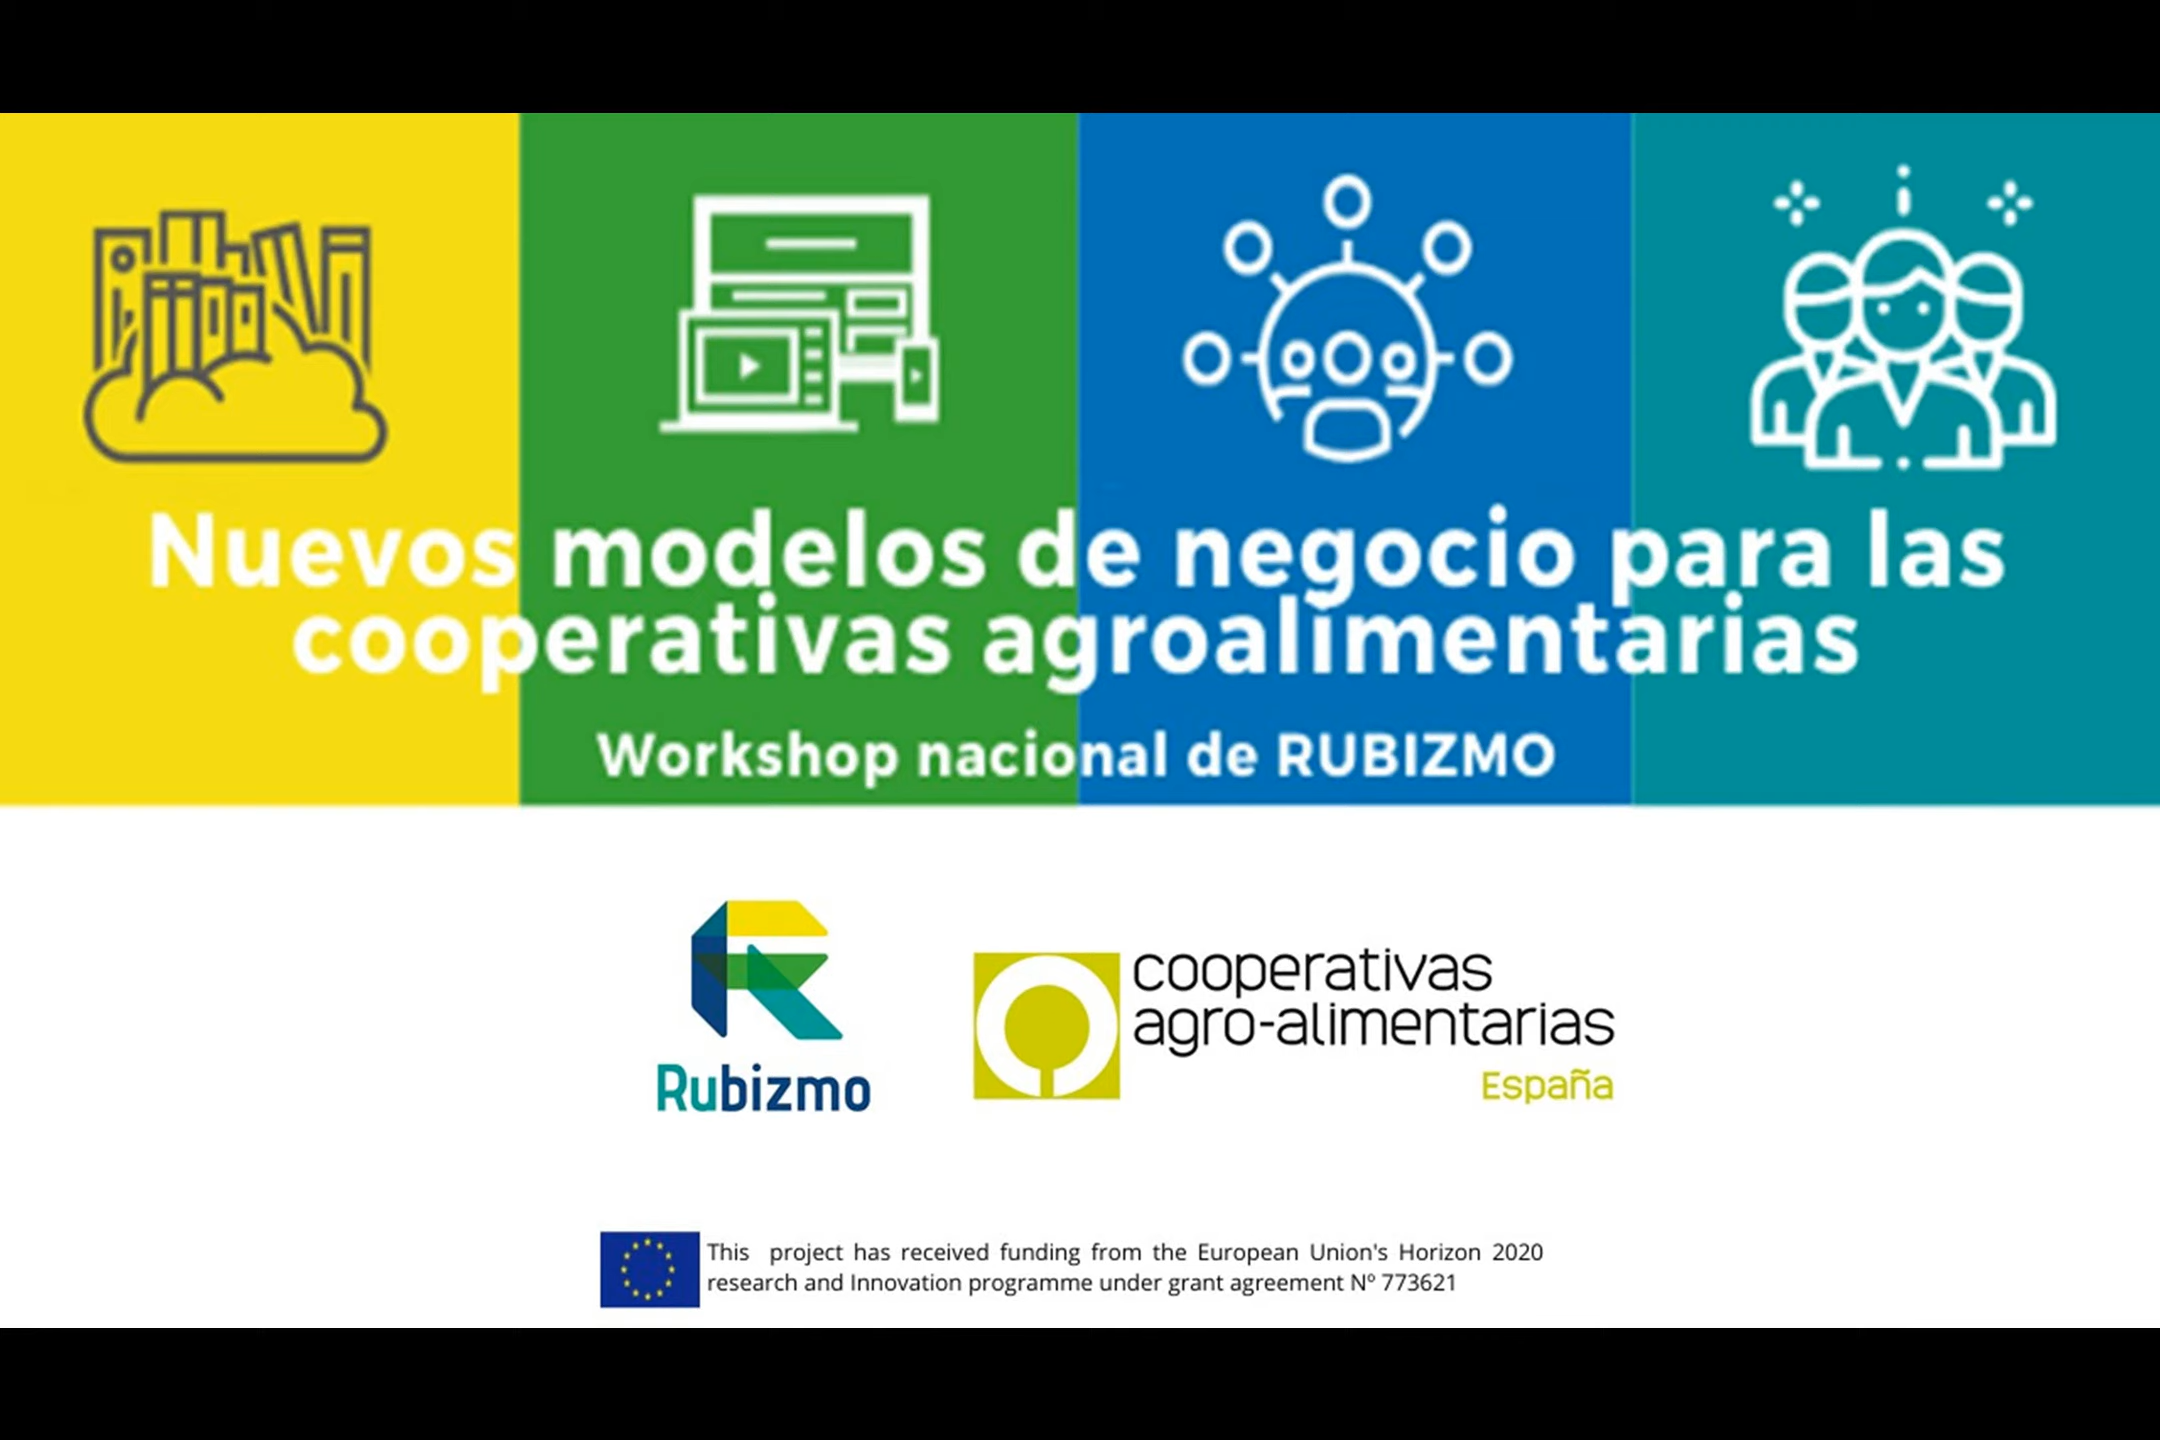 Nuevos modelos de negocio para las
cooperativas agroalimentarias
Workshop nacional de RUBIZMO
Rubizmo
cooperativas
agro-alimentarias
España
This project has received funding from the European Union's Horizon 2020
research and Innovation programme under grant agreement Nº 773621